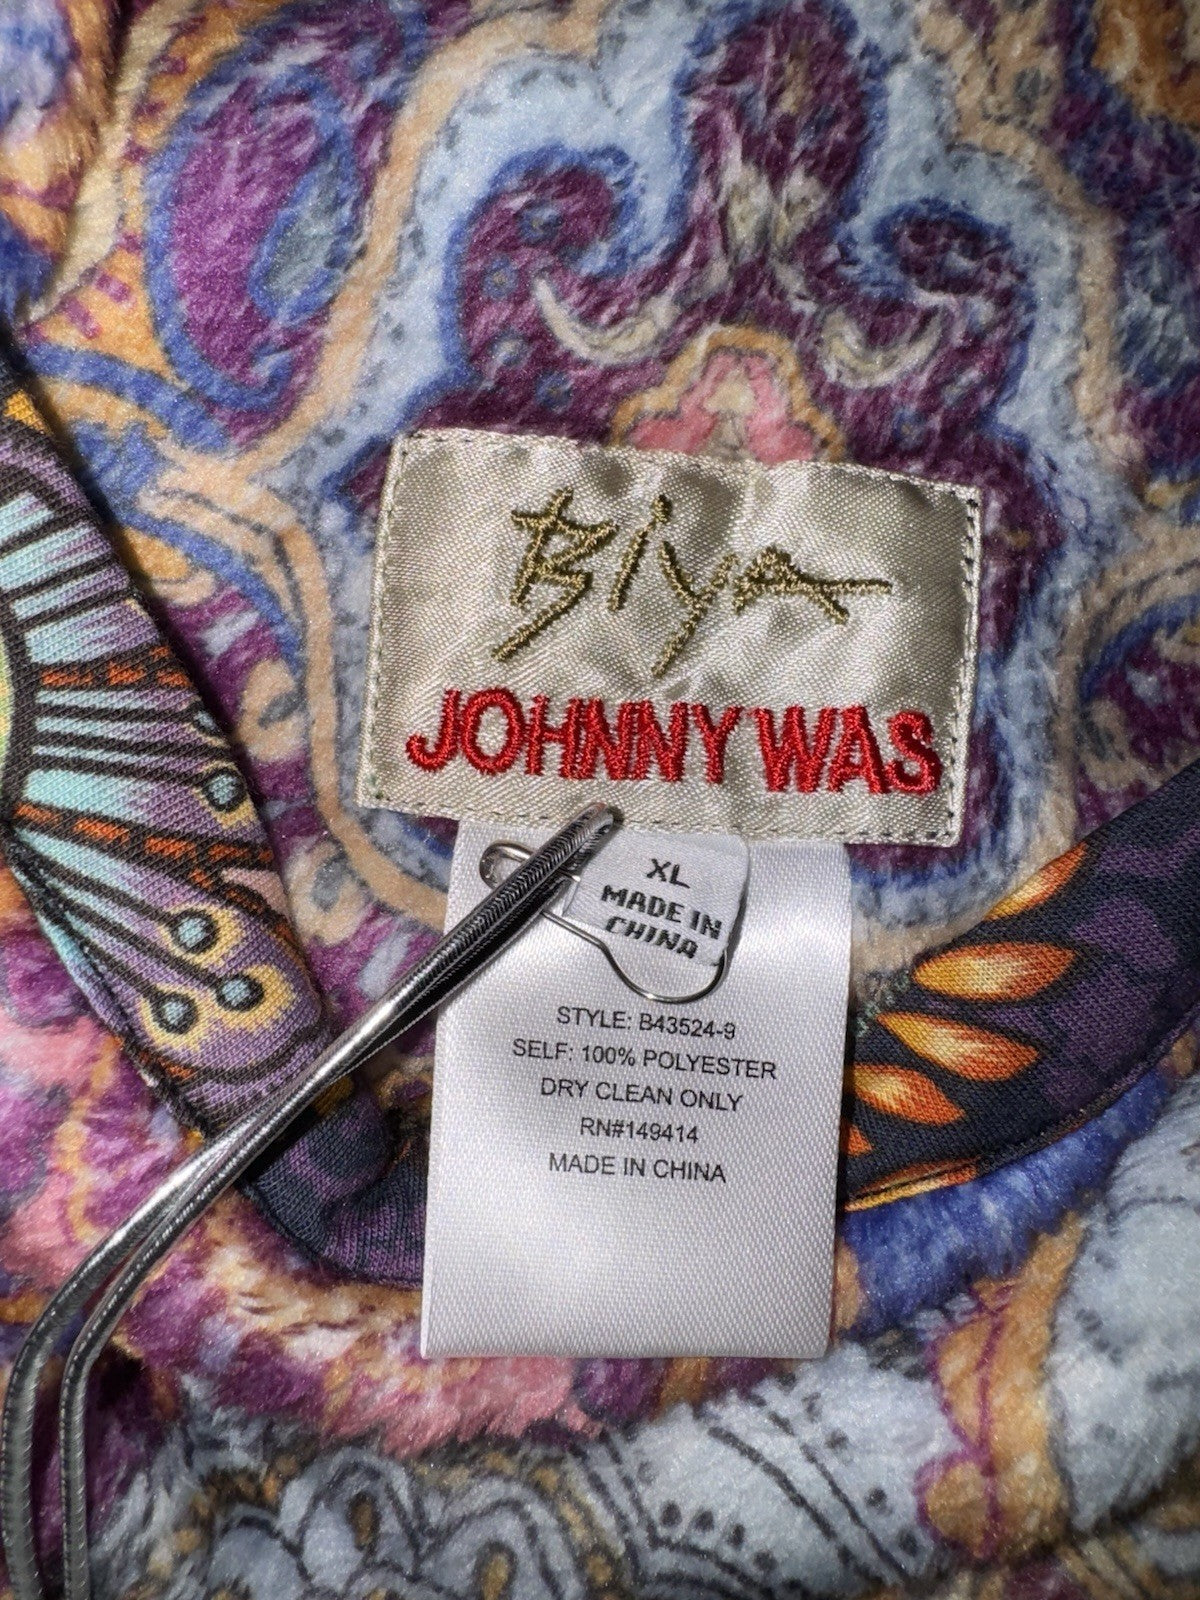 Biya
JOHNNY WAS
XL
MADE IN
CHINA
STYLE: B43524-9
SELF: 100% POLYESTER
DRY CLEAN ONLY
RN#149414
MADE IN CHINA